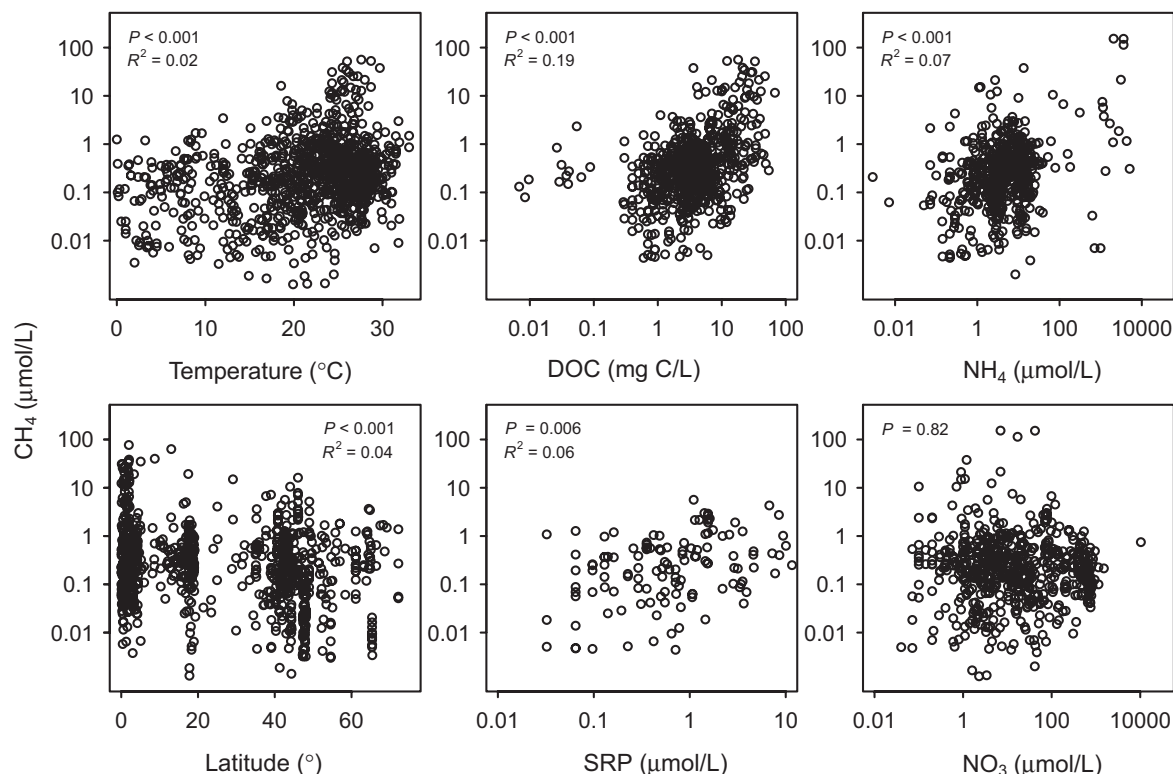 P < 0.001
R² = 0.02
P < 0.001
R² = 0.19
P < 0.001
R² = 0.07
100
10
1
0.1
0.01
100
10
1
0.1
0.01
100
10
1
0.1
0.01
0 10 20 30
0.01 0.1 1 10 100
0.01 1 100 10000
Temperature (°C)
DOC (mg C/L)
NH₄ (μmol/L)
CH₄ (μmol/L)
P < 0.001
R² = 0.04
P = 0.006
R² = 0.06
P = 0.82
100
10
1
0.1
0.01
100
10
1
0.1
0.01
100
10
1
0.1
0.01
0 20 40 60
0.01 0.1 1 10
0.01 1 100 10000
Latitude (°)
SRP (μmol/L)
NO₃ (μmol/L)